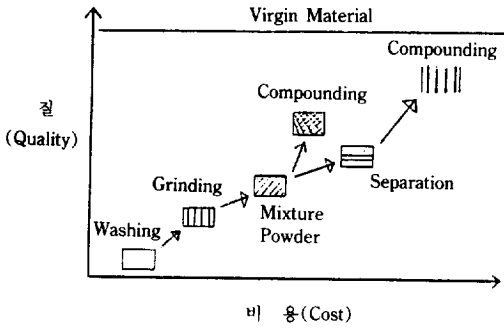 Virgin Material
Compounding
질
(Quality)
Compounding
Grinding
Separation
Mixture
Powder
Washing
비 용(Cost)